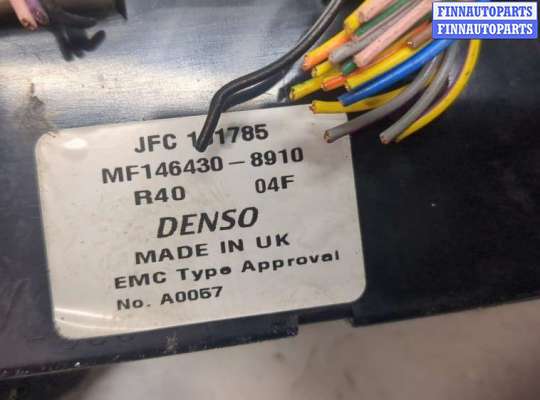 FINNAUTOPARTS
FINNAUTOPARTS
JFC
MF146430-8910
R40 04F
DENSO
MADE IN UK
EMC Type Approval
No. A0057